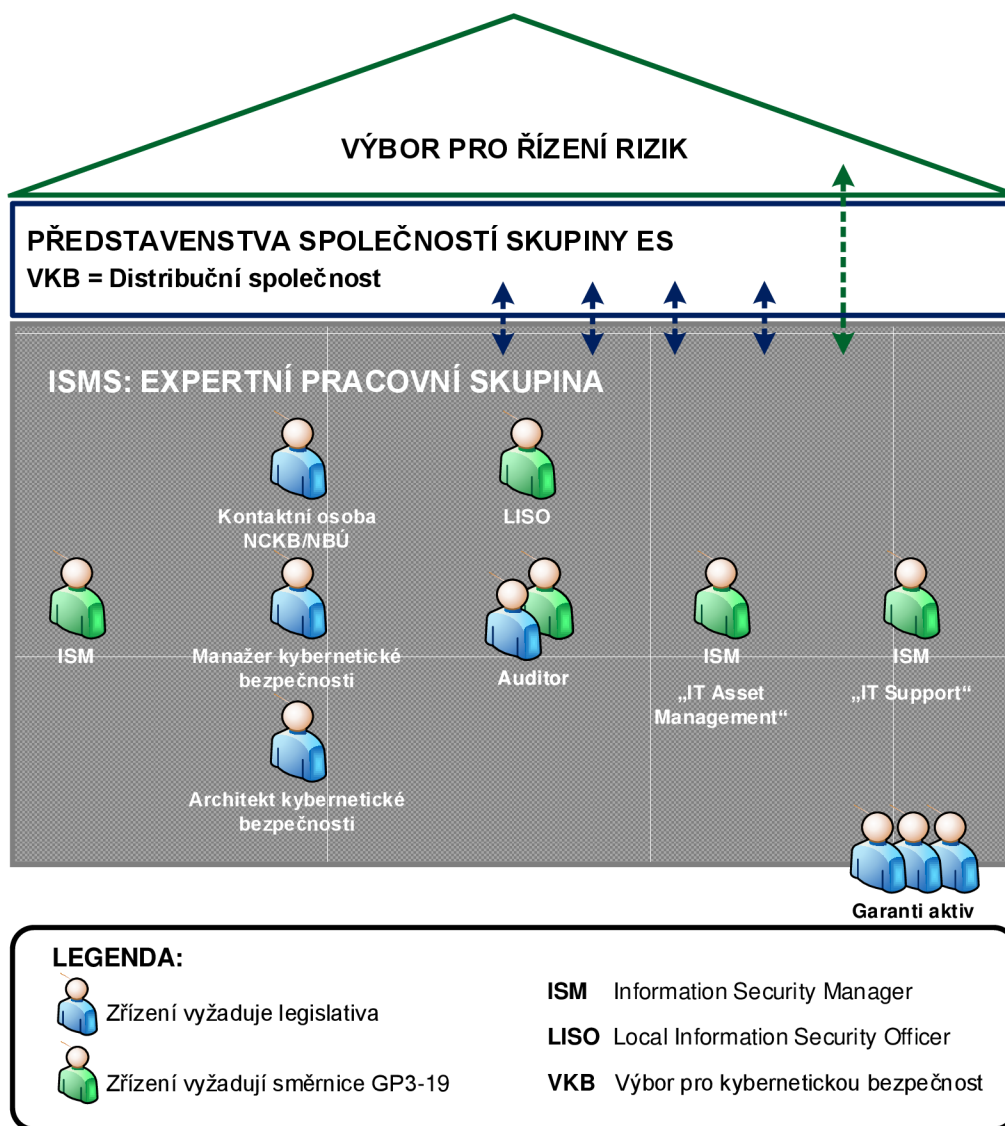 VÝBOR PRO ŘÍZENÍ RIZIK
PŘEDSTAVENSTVA SPOLEČNOSTÍ SKUPINY ES
VKB = Distribuční společnost
ISMS: EXPERTNÍ PRACOVNÍ SKUPINA
Kontaktní osoba
NCKB/NBÚ
LISO
ISM
Manažer kybernetické
bezpečnosti
Auditor
ISM
„IT Asset
Management“
ISM
„IT Support“
Architekt kybernetické
bezpečnosti
Garanti aktiv
LEGENDA:
Zřízení vyžaduje legislativa
Zřízení vyžadují směrnice GP3-19
ISM Information Security Manager
LISO Local Information Security Officer
VKB Výbor pro kybernetickou bezpečnost